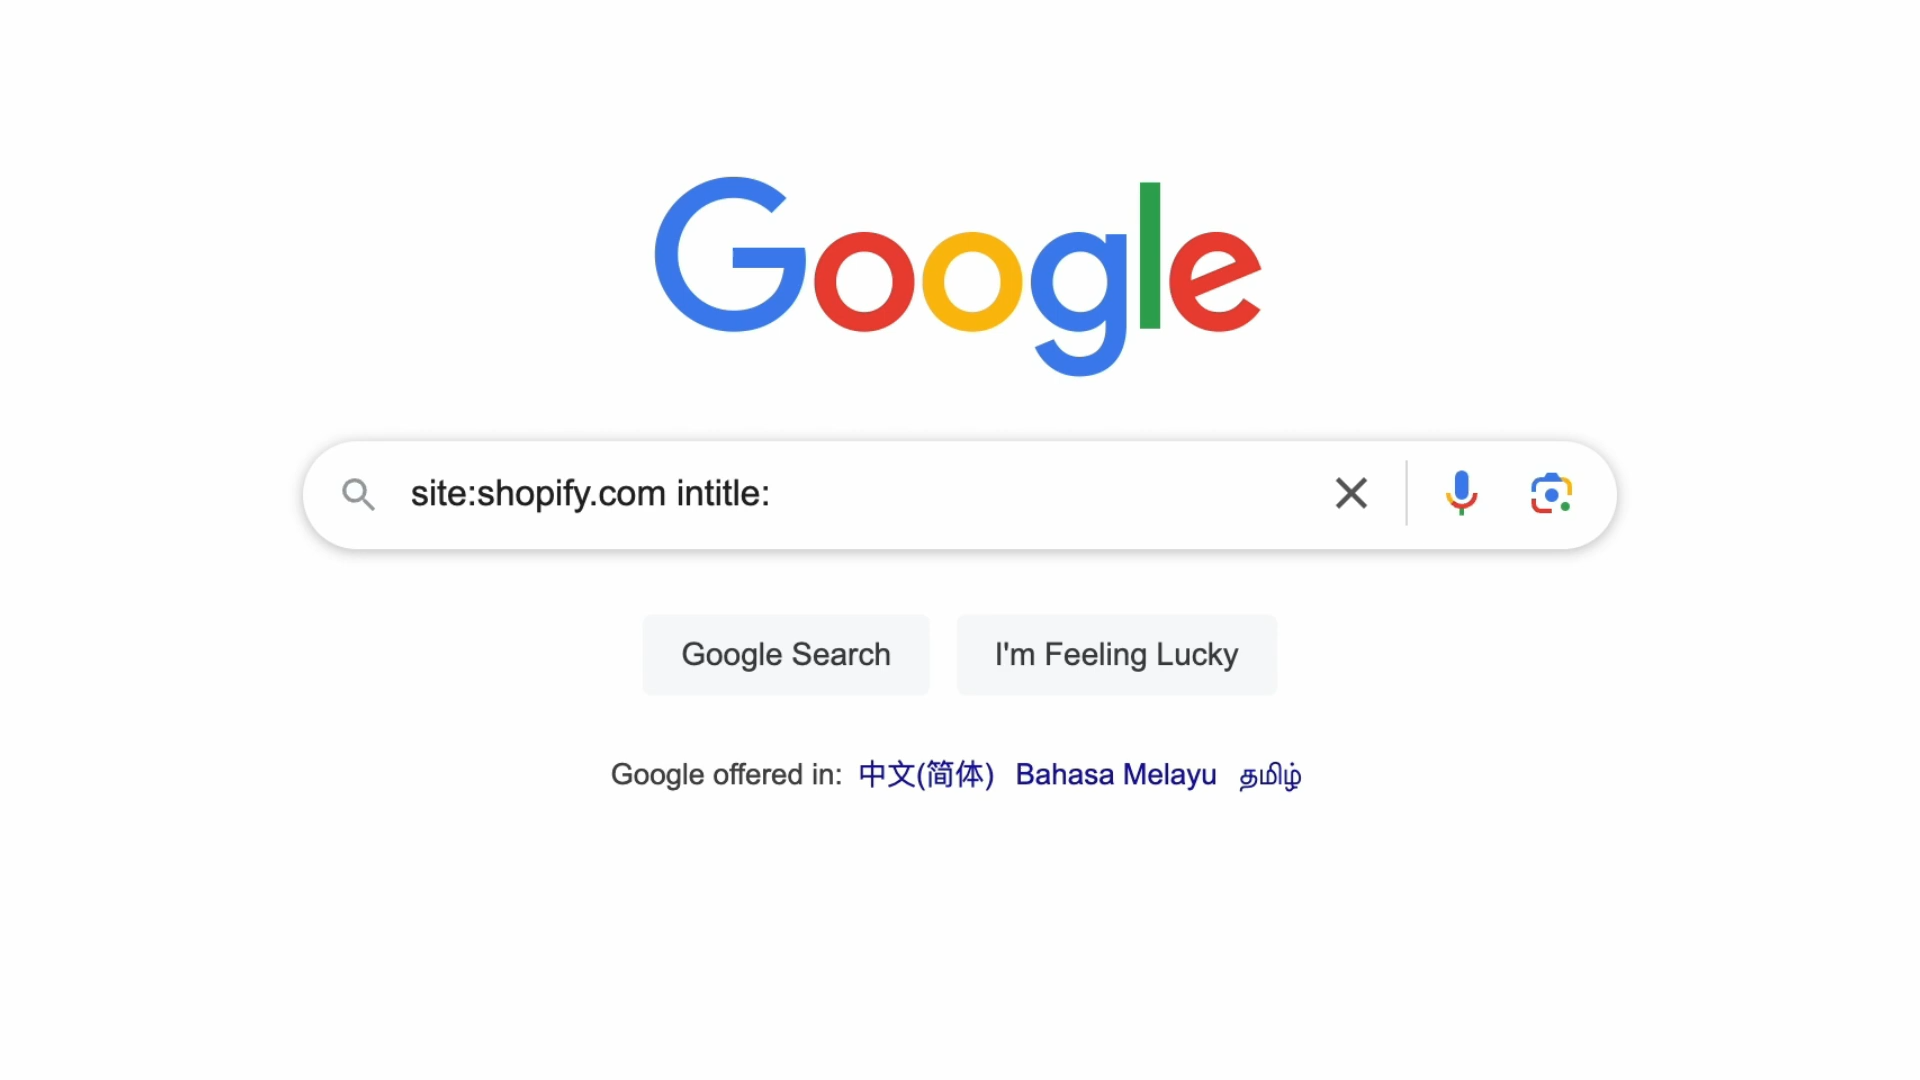 Google
site:shopify.com intitle:
Google Search
I'm Feeling Lucky
Google offered in: 中文(简体) Bahasa Melayu தமிழ்